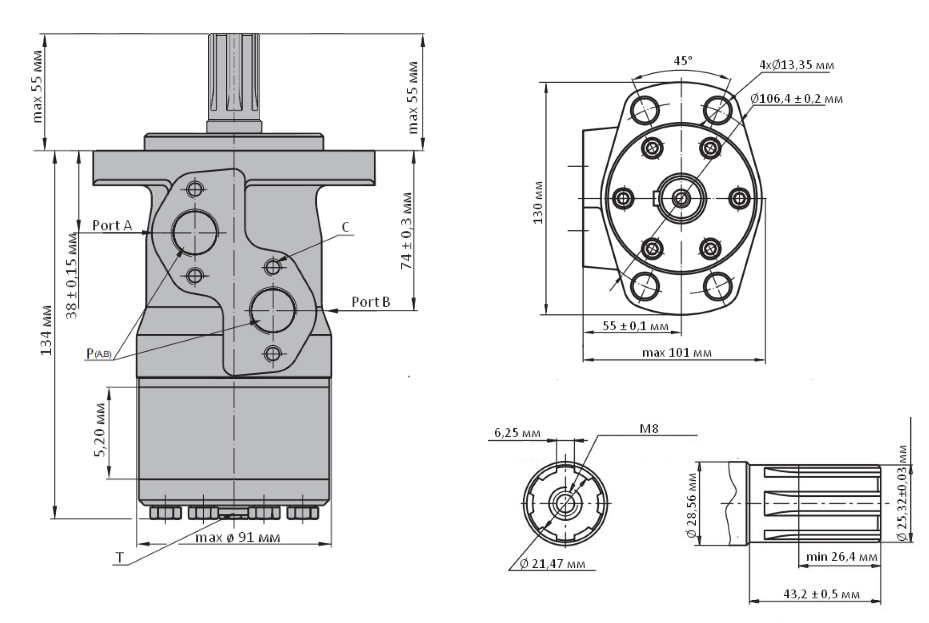 max 55 мм
max 55 мм
Port A
C
38 ± 0,15 мм
74 ± 0,3 мм
134 мм
Port B
P(A,B)
5,20 мм
max ø 91 мм
T
45°
4xØ13,35 мм
Ø106,4 ± 0,2 мм
130 мм
55 ± 0,1 мм
max 101 мм
6,25 мм
M8
Ø 21,47 мм
Ø 28,56 мм
Ø 25,32±0,03 мм
min 26,4 мм
43,2 ± 0,5 мм